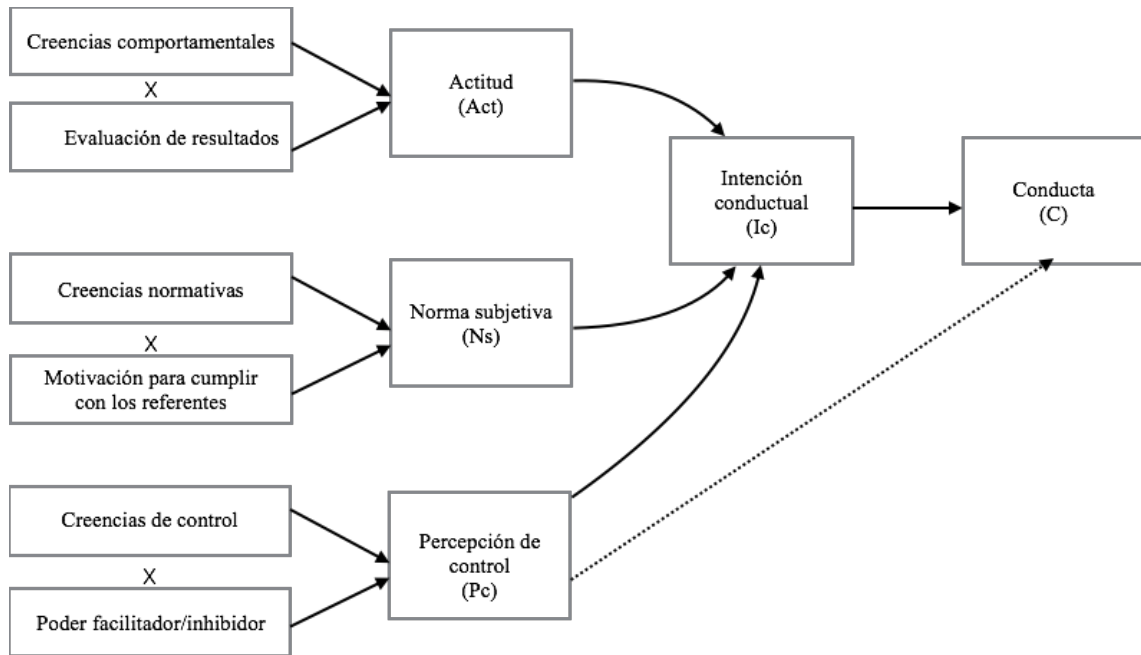 Creencias comportamentales
X
Evaluación de resultados
Actitud
(Act)
Creencias normativas
X
Motivación para cumplir
con los referentes
Norma subjetiva
(Ns)
Creencias de control
X
Poder facilitador/inhibidor
Percepción de
control
(Pc)
Intención
conductual
(Ic)
Conducta
(C)